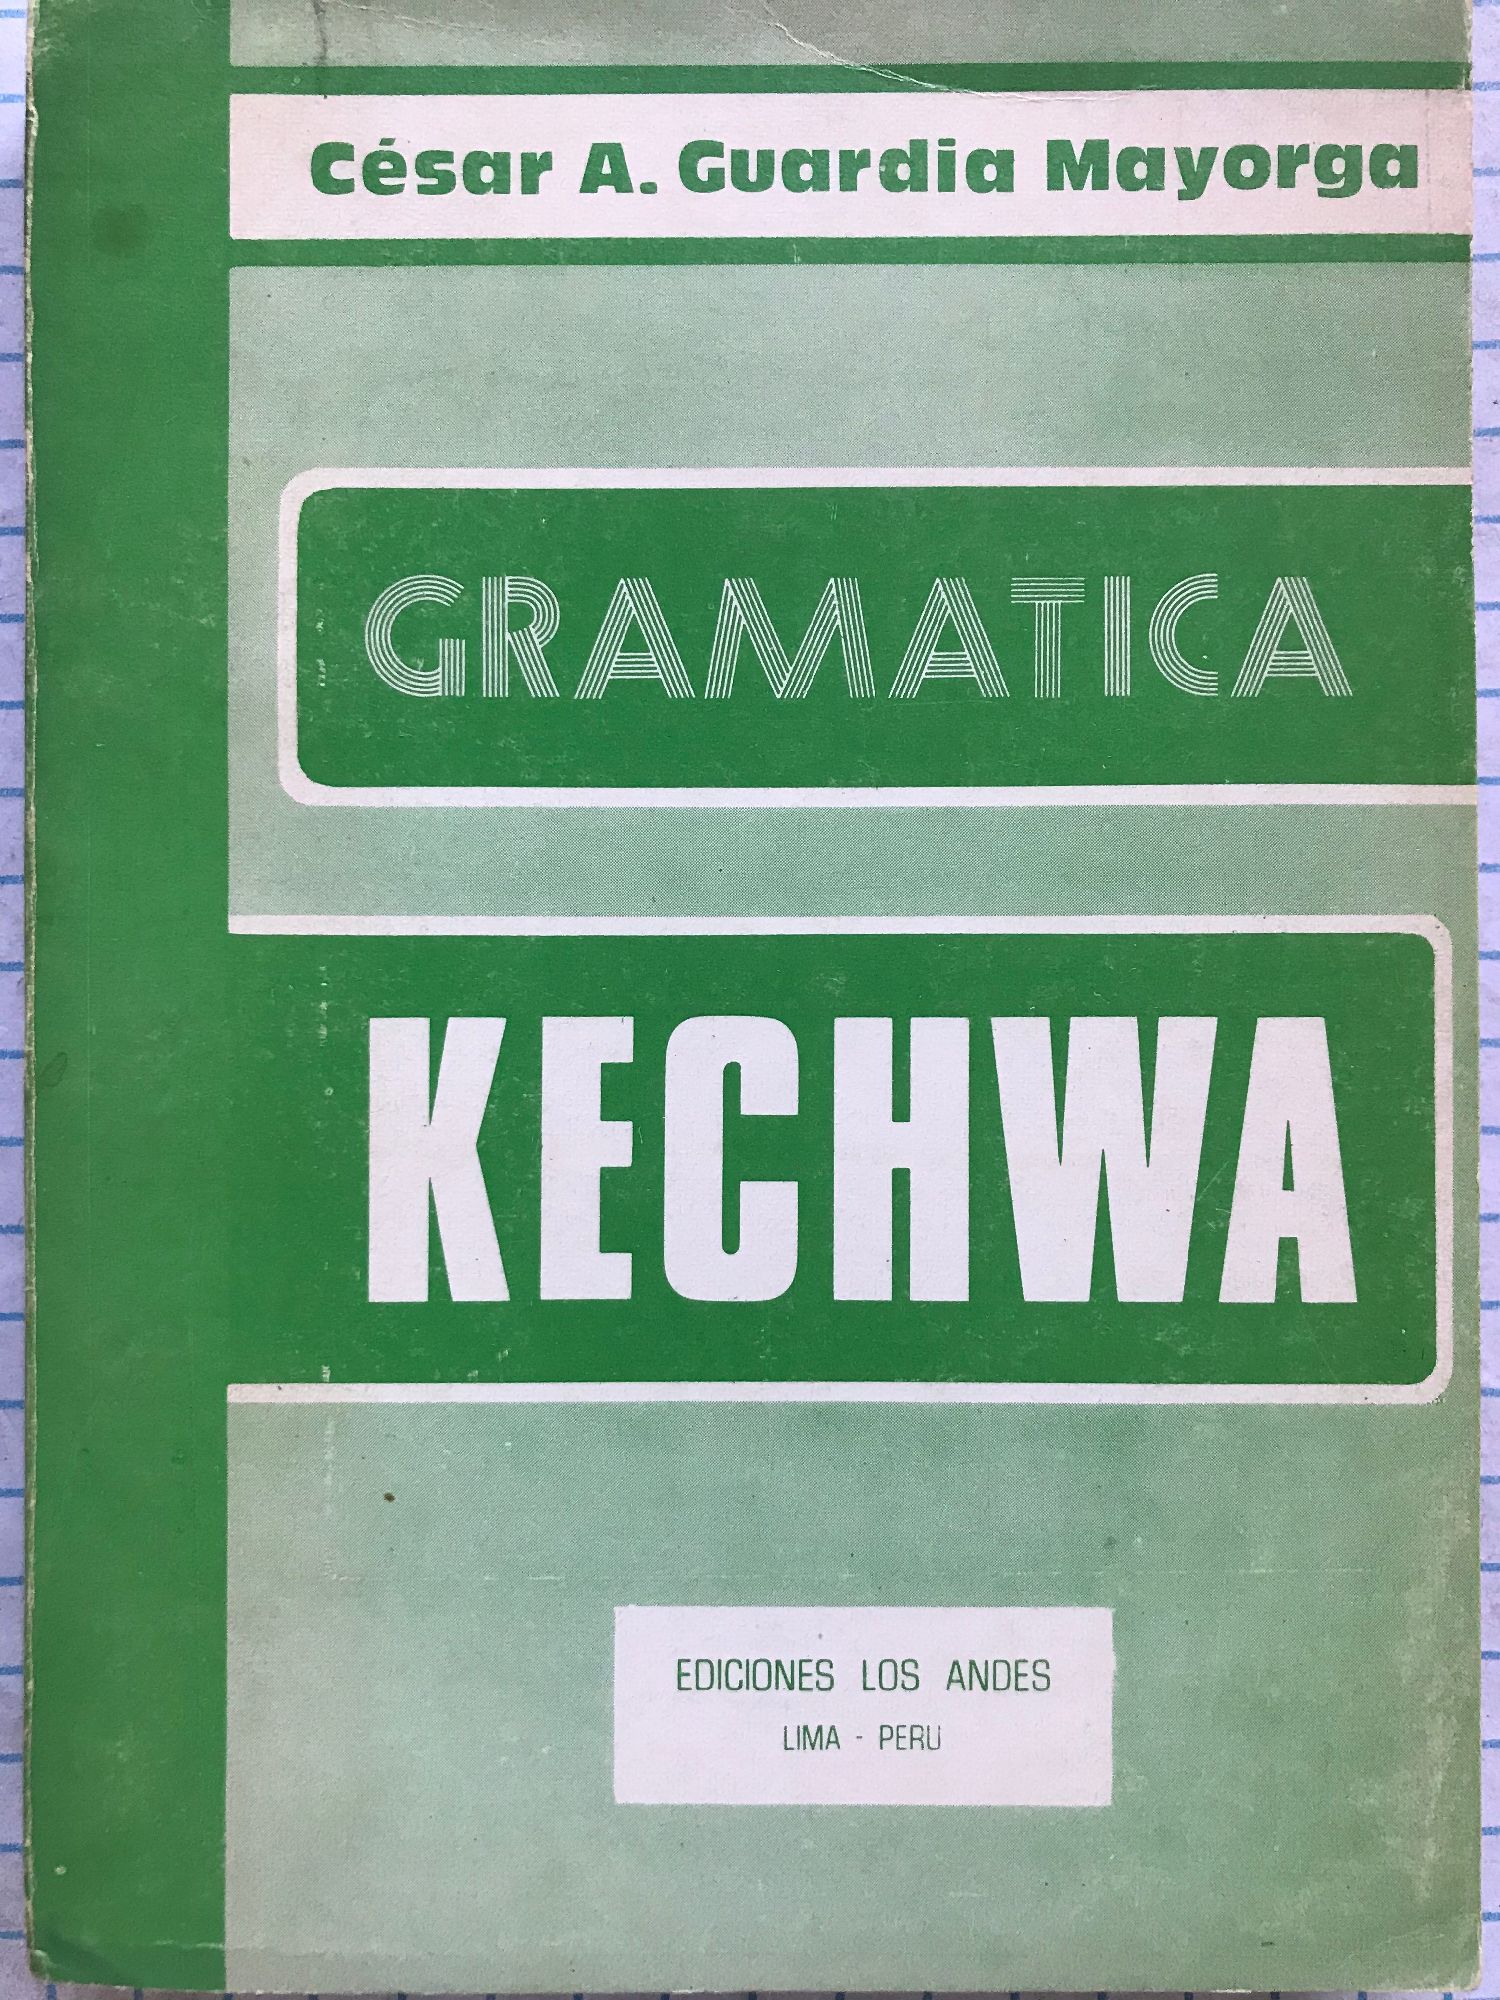 César A. Guardia Mayorga
GRAMATICA
KECHWA
EDICIONES LOS ANDES
LIMA - PERU